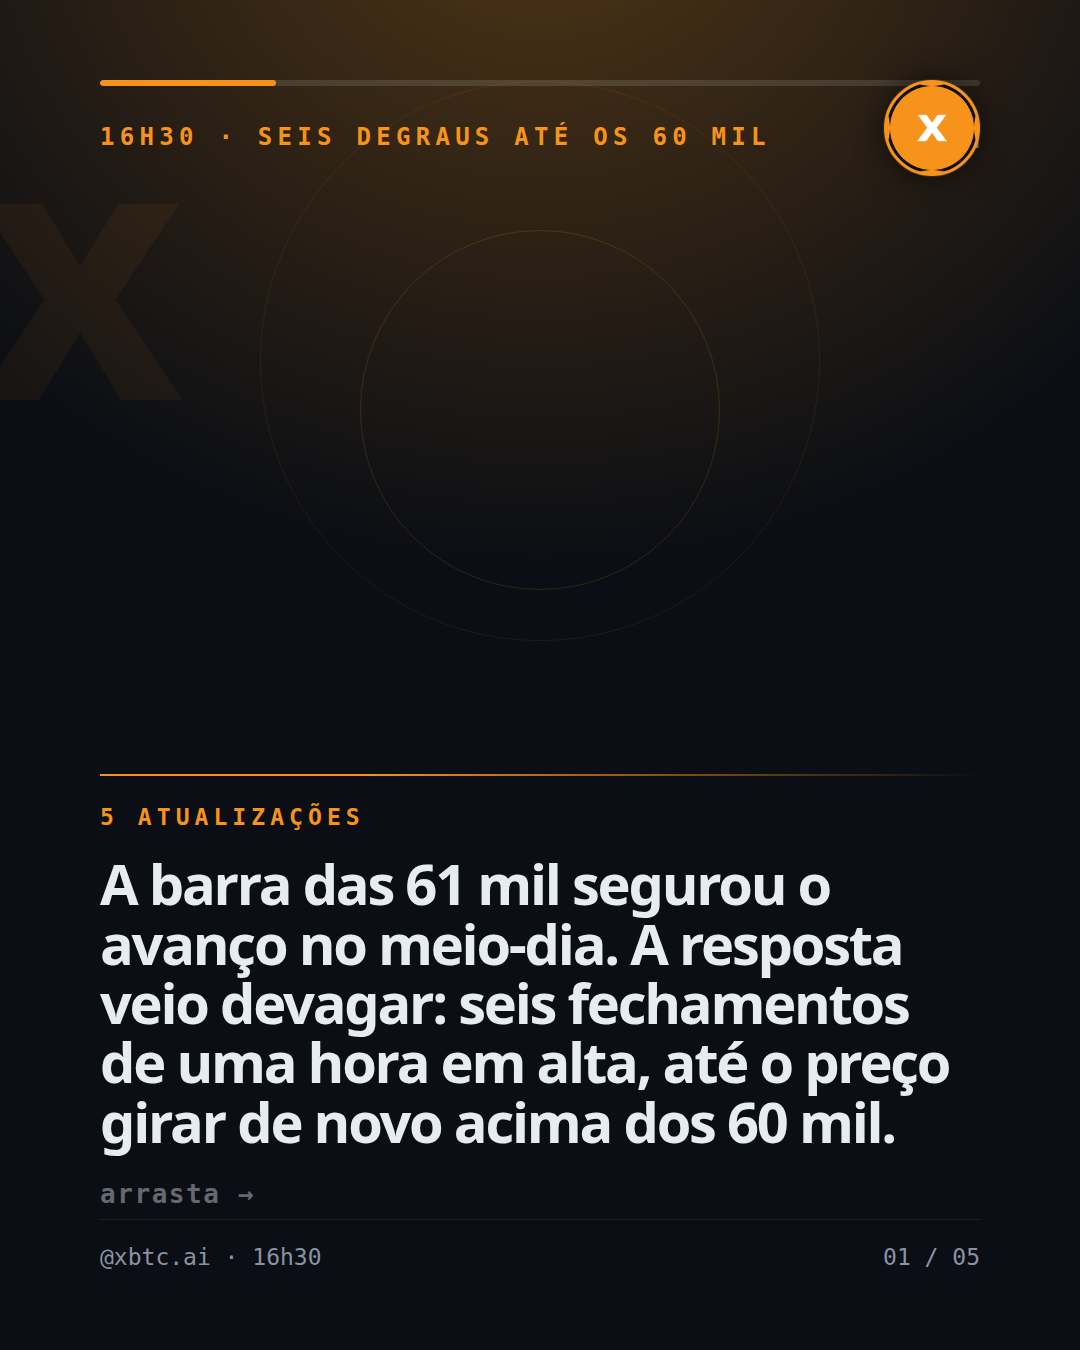 16H30 · SEIS DEGRAUS ATÉ OS 60 MIL
X
X
5 ATUALIZAÇÕES
A barra das 61 mil segurou o
avanço no meio-dia. A resposta
veio devagar: seis fechamentos
de uma hora em alta, até o preço
girar de novo acima dos 60 mil.
arrasta →
@xbtc.ai · 16h30
01 / 05